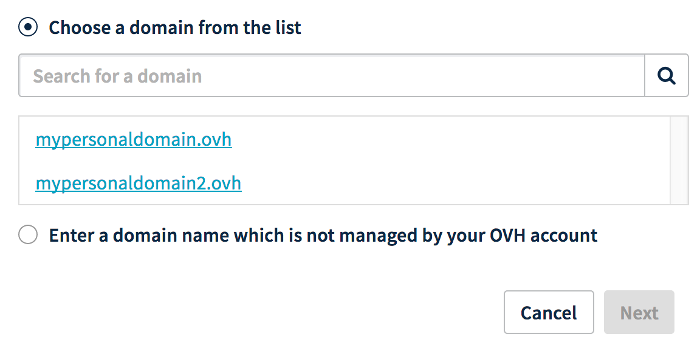 Choose a domain from the list
Search for a domain
mypersonaldomain.ovh
mypersonaldomain2.ovh
Enter a domain name which is not managed by your OVH account
Cancel Next